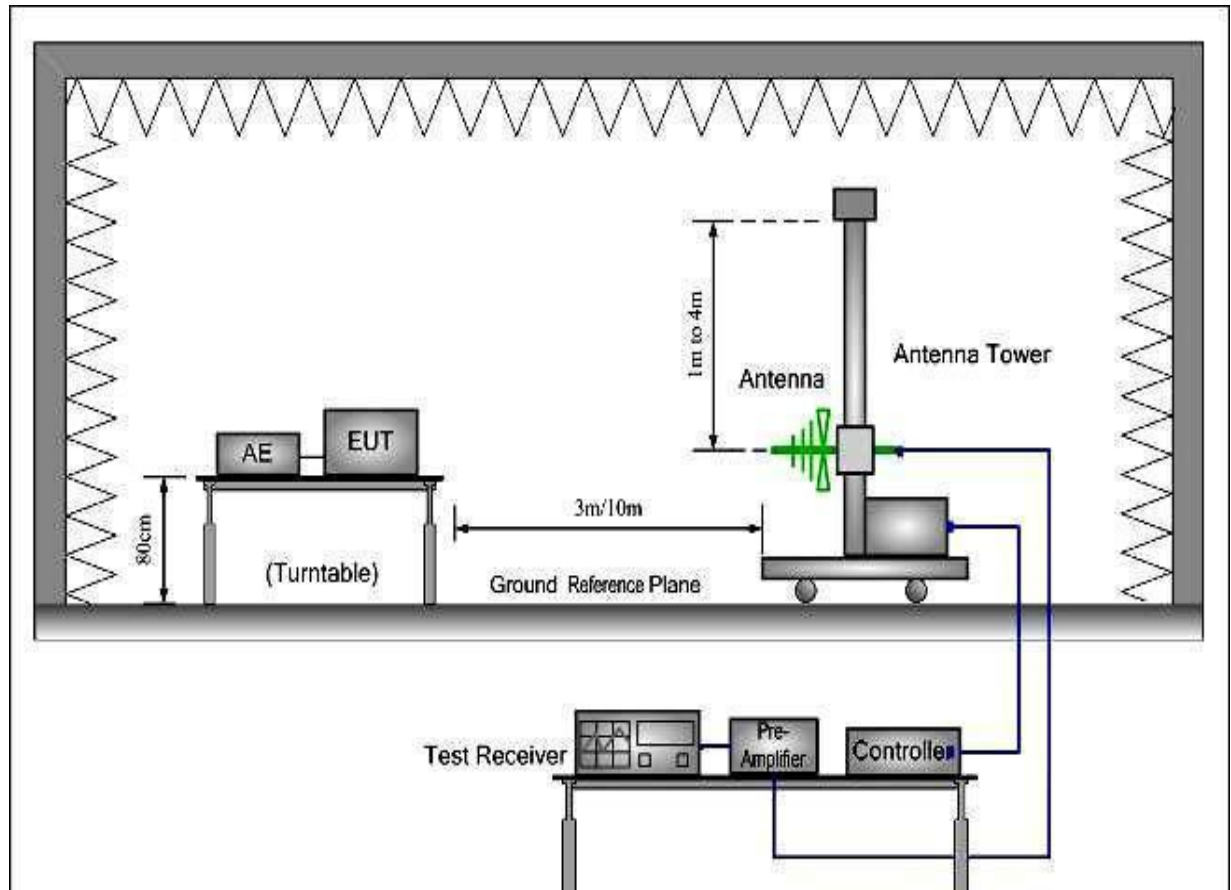 1m to 4m
Antenna Tower
Antenna
AE
EUT
3m/10m
80cm
(Turntable)
Ground Reference Plane
Test Receiver
Pre-
Amplifier
Controller